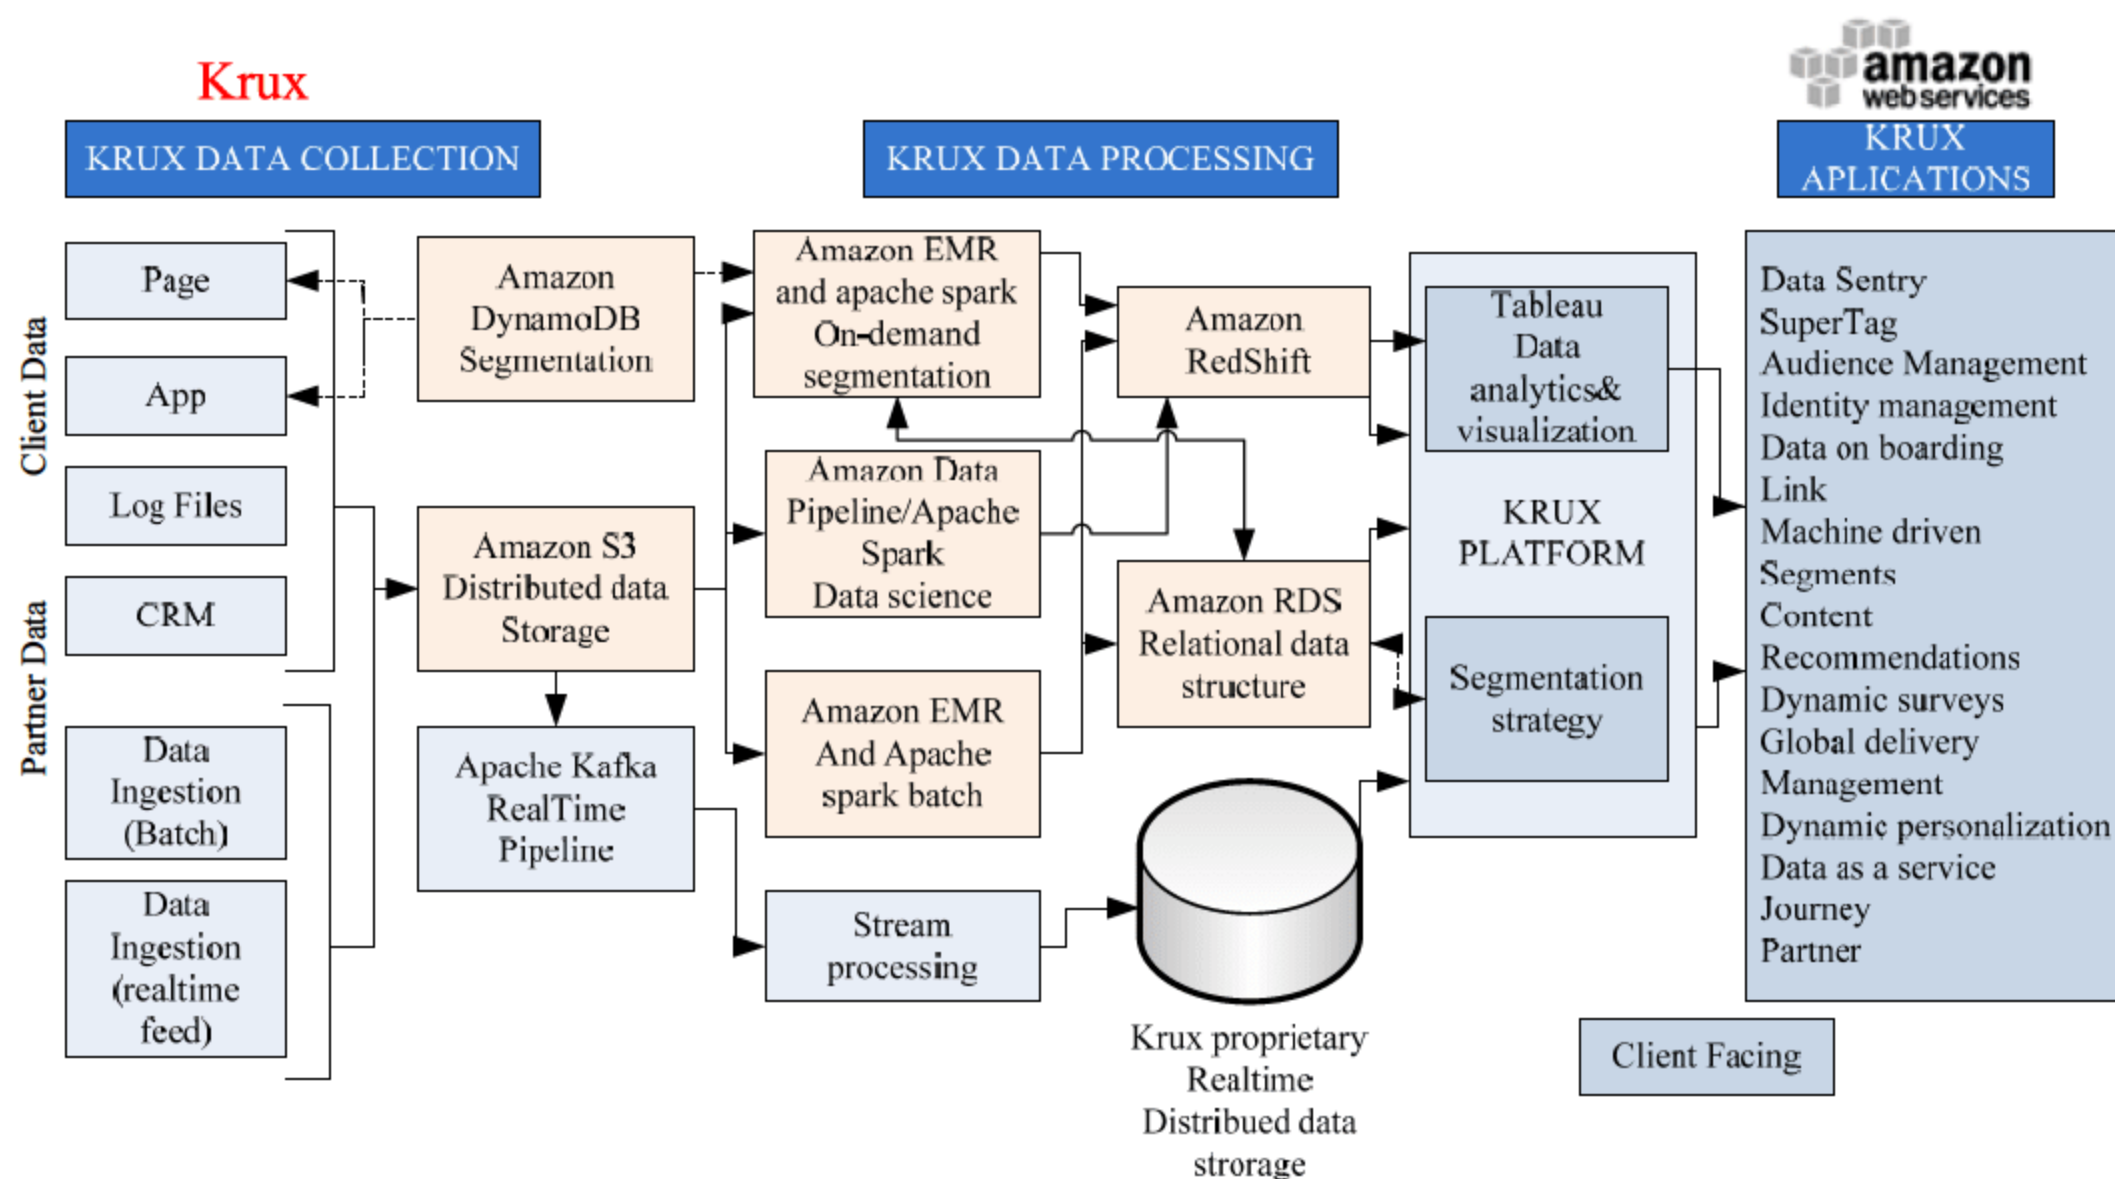 Krux
amazon
webservices
KRUX DATA COLLECTION
KRUX DATA PROCESSING
KRUX
APLICATIONS
Client Data
Partner Data
Page
App
Log Files
CRM
Data
Ingestion
(Batch)
Data
Ingestion
(realtime
feed)
Amazon
DynamoDB
Segmentation
Amazon S3
Distributed data
Storage
Apache Kafka
RealTime
Pipeline
Amazon EMR
and apache spark
On-demand
segmentation
Amazon Data
Pipeline/Apache
Spark
Data science
Amazon EMR
And Apache
spark batch
Stream
processing
Amazon
RedShift
Amazon RDS
Relational data
structure
Krux proprietary
Realtime
Distribued data
strorage
Tableau
Data
analytics&
visualization
KRUX
PLATFORM
Segmentation
strategy
Data Sentry
SuperTag
Audience Management
Identity management
Data on boarding
Link
Machine driven
Segments
Content
Recommendations
Dynamic surveys
Global delivery
Management
Dynamic personalization
Data as a service
Journey
Partner
Client Facing